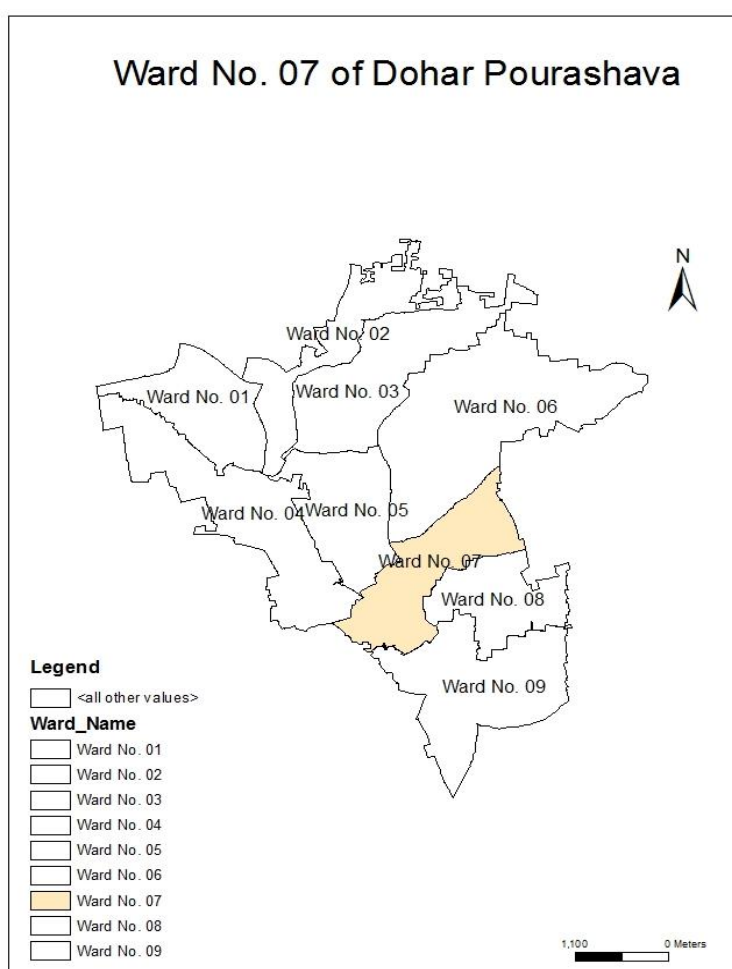 Ward No. 07 of Dohar Pourashava
N
Ward No. 02
Ward No. 01
Ward No. 03
Ward No. 06
Ward No. 04
Ward No. 05
Ward No. 07
Ward No. 08
Ward No. 09
Legend
<all other values>
Ward_Name
Ward No. 01
Ward No. 02
Ward No. 03
Ward No. 04
Ward No. 05
Ward No. 06
Ward No. 07
Ward No. 08
Ward No. 09
1,100 0 Meters